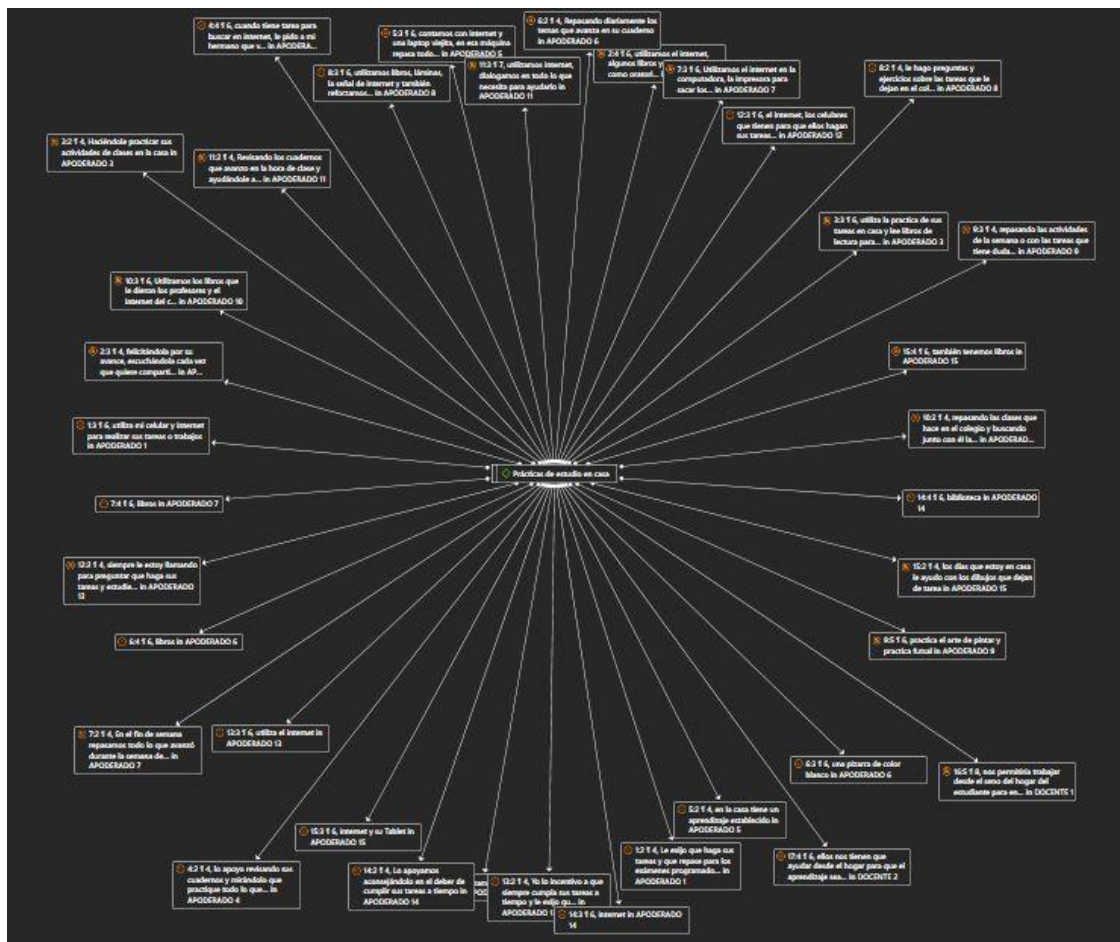 4:4 ¶ 6, cuando tiene tarea para
buscar en internet, le pido a mi
hermano que v... in APODERA...
5:3 ¶ 6, contamos con internet y
una laptop viejita, en esa máquina
repasa todo... in APODERADO 5
6:2 ¶ 4, Repasando diariamente los
temas que avanza en su cuaderno
in APODERADO 6
8:3 ¶ 6, utilizamos libros, láminas,
la señal de internet y también
reforzamos... in APODERADO 8
11:3 ¶ 7, utilizamos internet,
dialogamos en todo lo que
necesita para ayudarlo in
APODERADO 11
2:4 ¶ 6, utilizamos el internet,
algunos libros y
como oratori...
7:3 ¶ 6, Utilizamos el internet en la
computadora, la impresora para
sacar los... in APODERADO 7
8:2 ¶ 4, le hago preguntas y
ejercicios sobre las tareas que le
dejan en el col... in APODERADO 8
12:3 ¶ 6, el internet, los celulares
que tienen para que ellos hagan
sus tareas... in APODERADO 12
3:2 ¶ 4, Haciéndole practicar sus
actividades de clases en la casa in
APODERADO 3
11:2 ¶ 4, Revisando los cuadernos
que avanzo en la hora de clase y
ayudándole a... in APODERADO 11
3:3 ¶ 6, utiliza la practica de sus
tareas en casa y lee libros de
lectura para... in APODERADO 3
9:3 ¶ 4, repasando las actividades
de la semana o con las tareas que
tiene duda... in APODERADO 9
10:3 ¶ 6, Utilizamos los libros que
le dieron los profesores y el
internet del c... in APODERADO 10
2:3 ¶ 4, felicitándola por su
avance, escuchándola cada vez
que quiere comparti... in AP...
15:4 ¶ 6, también tenemos libros in
APODERADO 15
1:3 ¶ 6, utiliza mi celular y internet
para realizar sus tareas o trabajos
in APODERADO 1
10:2 ¶ 4, repasando las clases que
hace en el colegio y buscando
junto con él la... in APODERAD...
Prácticas de estudio en casa
7:4 ¶ 6, libros in APODERADO 7
14:4 ¶ 6, biblioteca in APODERADO
14
12:2 ¶ 4, siempre le estoy llamando
para preguntar que haga sus
tareas y estudie... in APODERADO
12
15:2 ¶ 4, los días que estoy en casa
le ayudo con los dibujos que dejan
de tarea in APODERADO 15
6:4 ¶ 6, libros in APODERADO 6
9:5 ¶ 6, practica el arte de pintar y
practica futsal in APODERADO 9
7:2 ¶ 4, En el fin de semana
repasamos todo lo que avanzó
durante la semana de... in
APODERADO 7
13:3 ¶ 6, utiliza el internet in
APODERADO 13
6:3 ¶ 6, una pizarra de color
blanco in APODERADO 6
16:5 ¶ 8, nos permitiría trabajar
desde el seno del hogar del
estudiante para en... in DOCENTE 1
5:2 ¶ 4, en la casa tiene un
aprendizaje establecido in
APODERADO 5
15:3 ¶ 6, internet y su Tablet in
APODERADO 15
1:2 ¶ 4, Le exijo que haga sus
tareas y que repase para los
exámenes programado... in
APODERADO 1
17:4 ¶ 6, ellos nos tienen que
ayudar desde el hogar para que el
aprendizaje sea... in DOCENTE 2
4:2 ¶ 4, lo apoyo revisando sus
cuadernos y mirándolo que
practique todo lo que... in
APODERADO 4
14:2 ¶ 4, Lo apoyamos
aconsejándolo en el deber de
cumplir sus tareas a tiempo in
APODERADO 14
13:2 ¶ 4, Yo lo incentivo a que
siempre cumpla sus tareas a
tiempo y le exijo qu... in
14:3 ¶ 6, internet in APODERADO
14